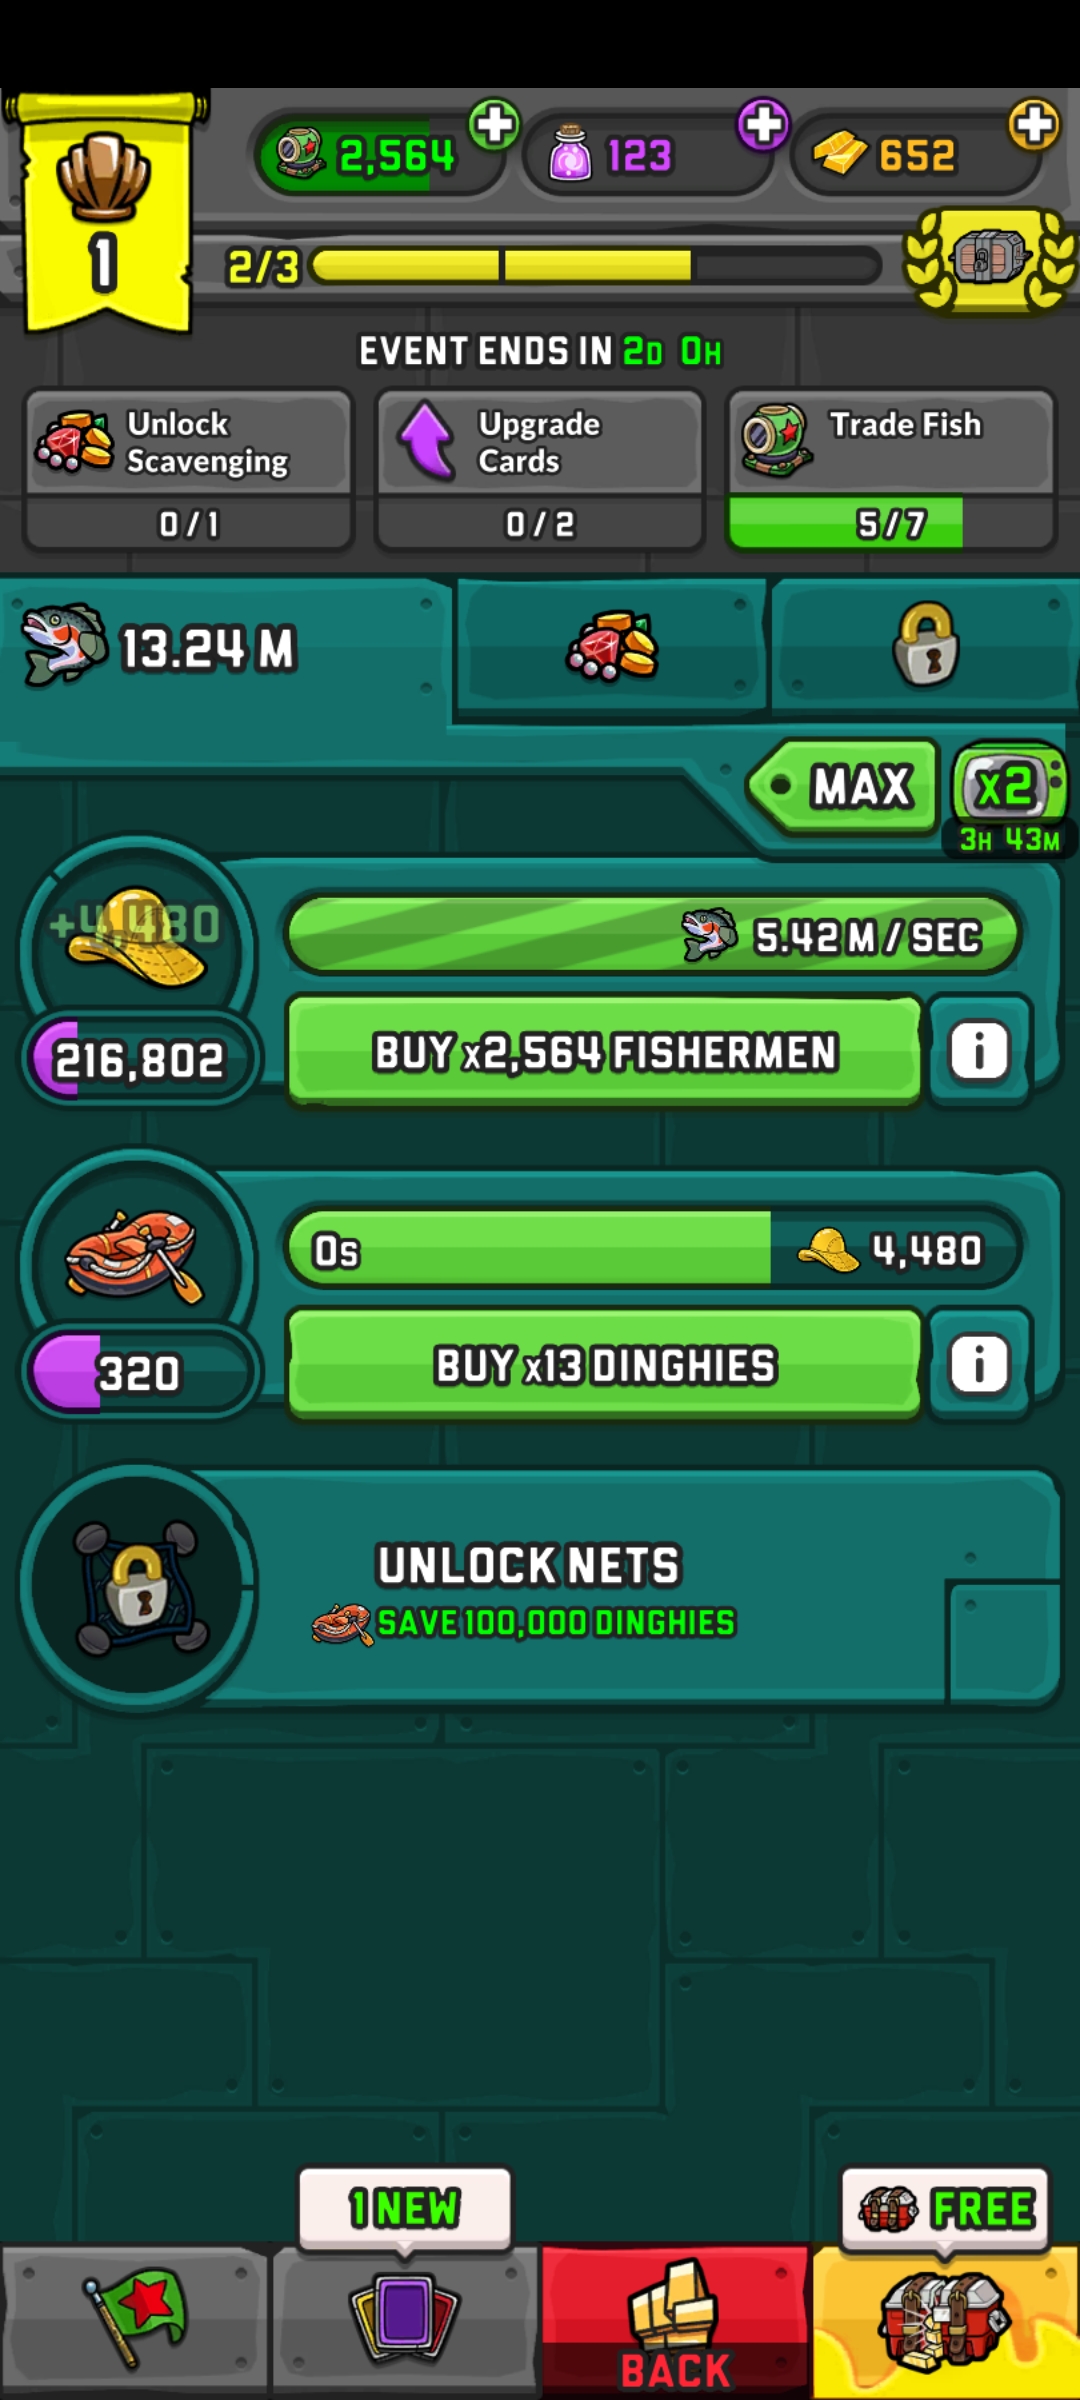 2,564
123
652
1
2/3
EVENT ENDS IN 2D 0H
Unlock Scavenging
0/1
Upgrade Cards
0/2
Trade Fish
5/7
13.24 M
MAX
x2
3H 43M
+4,480
5.42 M / SEC
216,802
BUY x2,564 FISHERMEN
i
0s
4,480
320
BUY x13 DINGHIES
i
UNLOCK NETS
SAVE 100,000 DINGHIES
1 NEW
FREE
BACK